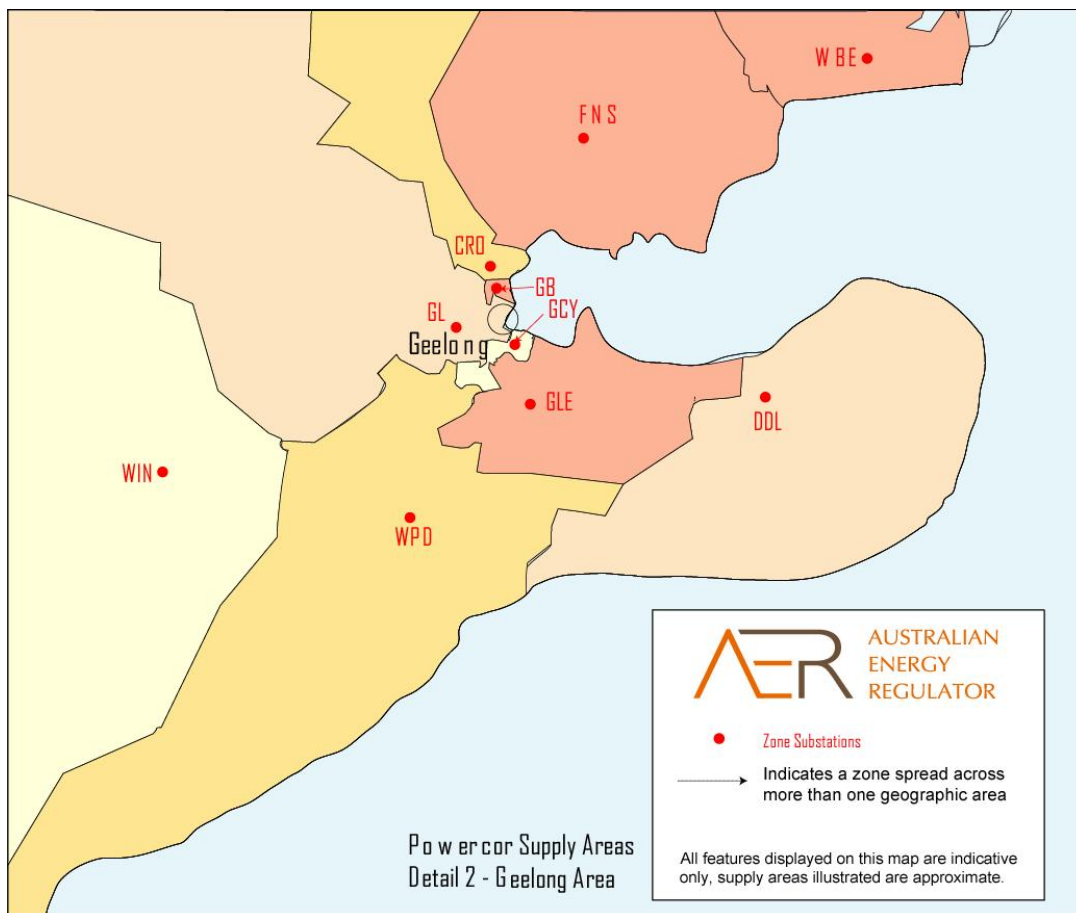 WBE
FNS
CRO
GB
GCY
GL
Geelong
GLE
DDL
WIN
WPD
Powercor Supply Areas
Detail 2 - Geelong Area
AER
AUSTRALIAN
ENERGY
REGULATOR
Zone Substations
Indicates a zone spread across
more than one geographic area
All features displayed on this map are indicative
only, supply areas illustrated are approximate.